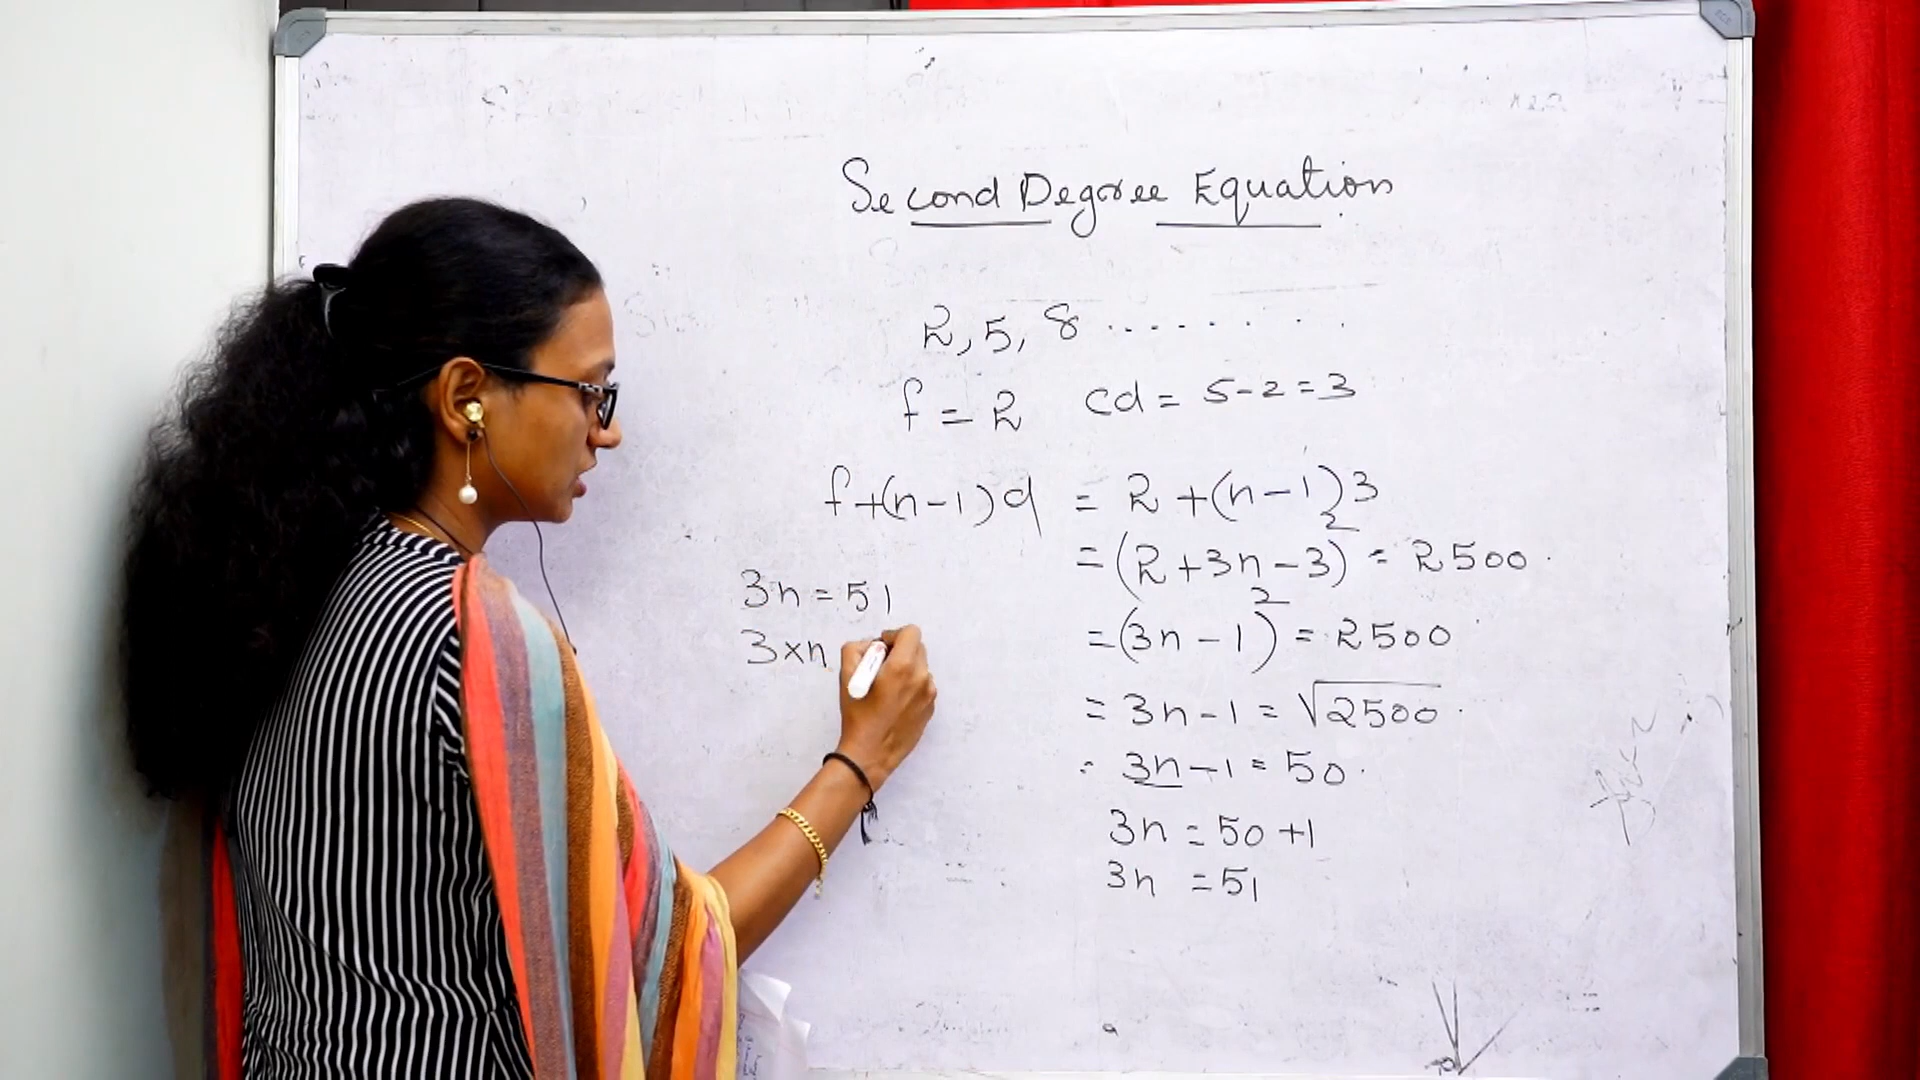 Second Degree Equation
2, 5, 8 .........
f = 2 cd = 5-2 = 3
f+(n-1)d = 2 +(n-1)3
= (2+3n-3)² = 2500
= (3n-1)² = 2500
= 3n-1 = √2500
= 3n-1 = 50
3n = 50+1
3n = 51
3n = 51
3×n